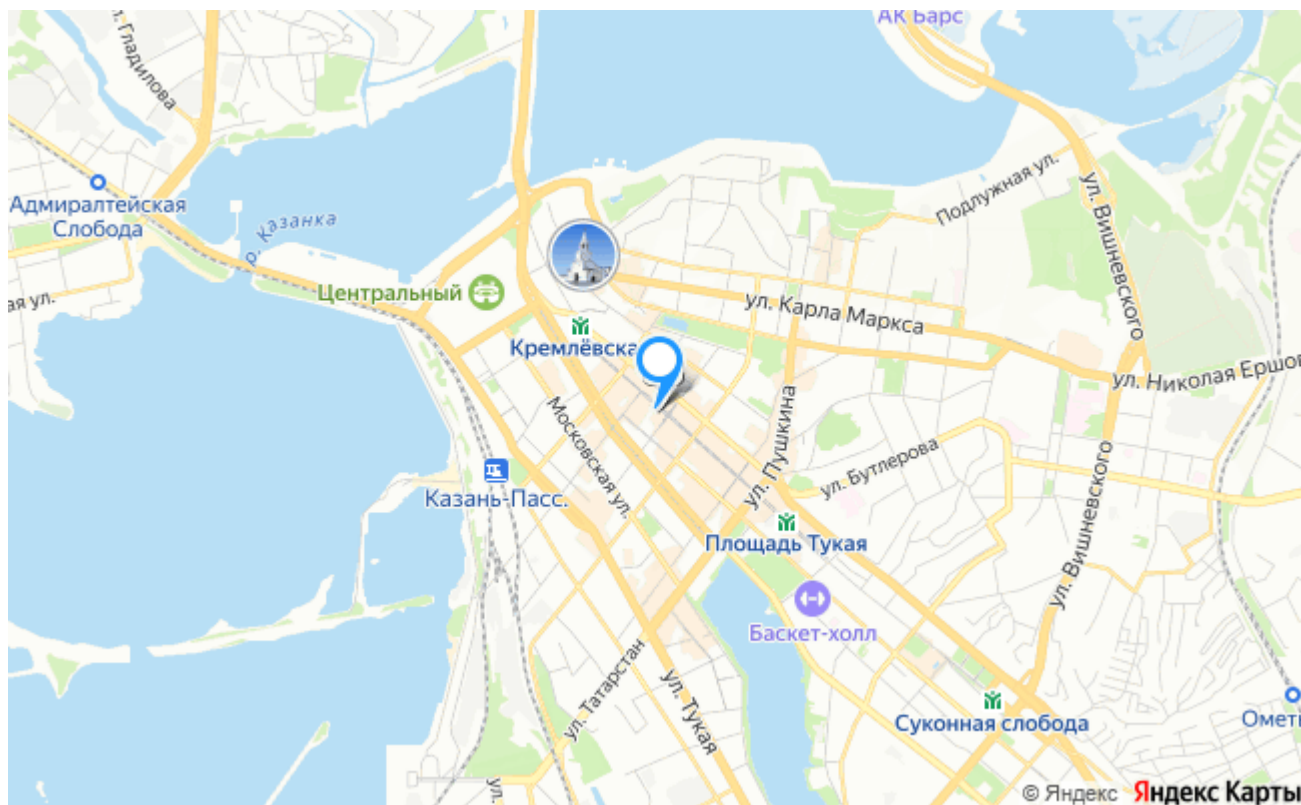 АК Барс
ул. Гладилова
Адмиралтейская
Слобода
р. Казанка
Подлужная ул.
ул. Вишневского
Центральный
ул. Карла Маркса
ая ул.
Кремлёвска
ул. Николая Ершов
Московская ул.
ул. Пушкина
ул. Бутлерова
Казань-Пасс.
Площадь Тукая
ул. Вишневского
Баскет-холл
ул. Татарстан
ул. Тукая
Суконная слобода
Омет
© Яндекс Яндекс Карты